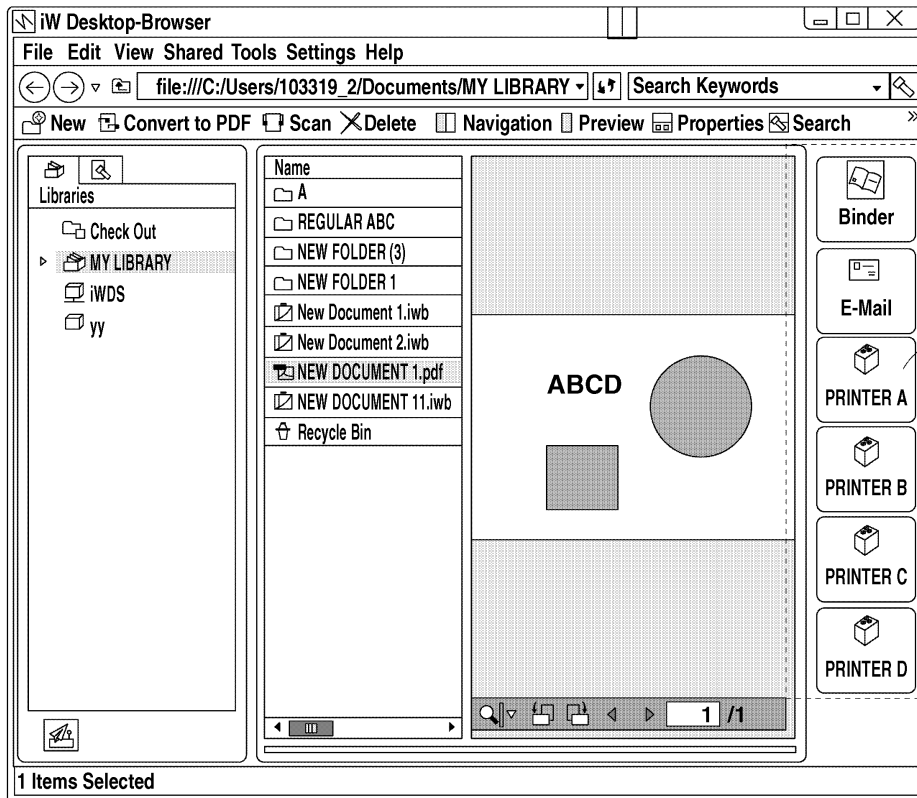 iW Desktop-Browser
File Edit View Shared Tools Settings Help
file:///C:/Users/103319_2/Documents/MY LIBRARY Search Keywords
New Convert to PDF Scan Delete Navigation Preview Properties Search »
Libraries
Check Out
MY LIBRARY
iWDS
yy
Name
A
REGULAR ABC
NEW FOLDER (3)
NEW FOLDER 1
New Document 1.iwb
New Document 2.iwb
NEW DOCUMENT 1.pdf
NEW DOCUMENT 11.iwb
Recycle Bin
ABCD
1 /1
Binder
E-Mail
PRINTER A
PRINTER B
PRINTER C
PRINTER D
1 Items Selected